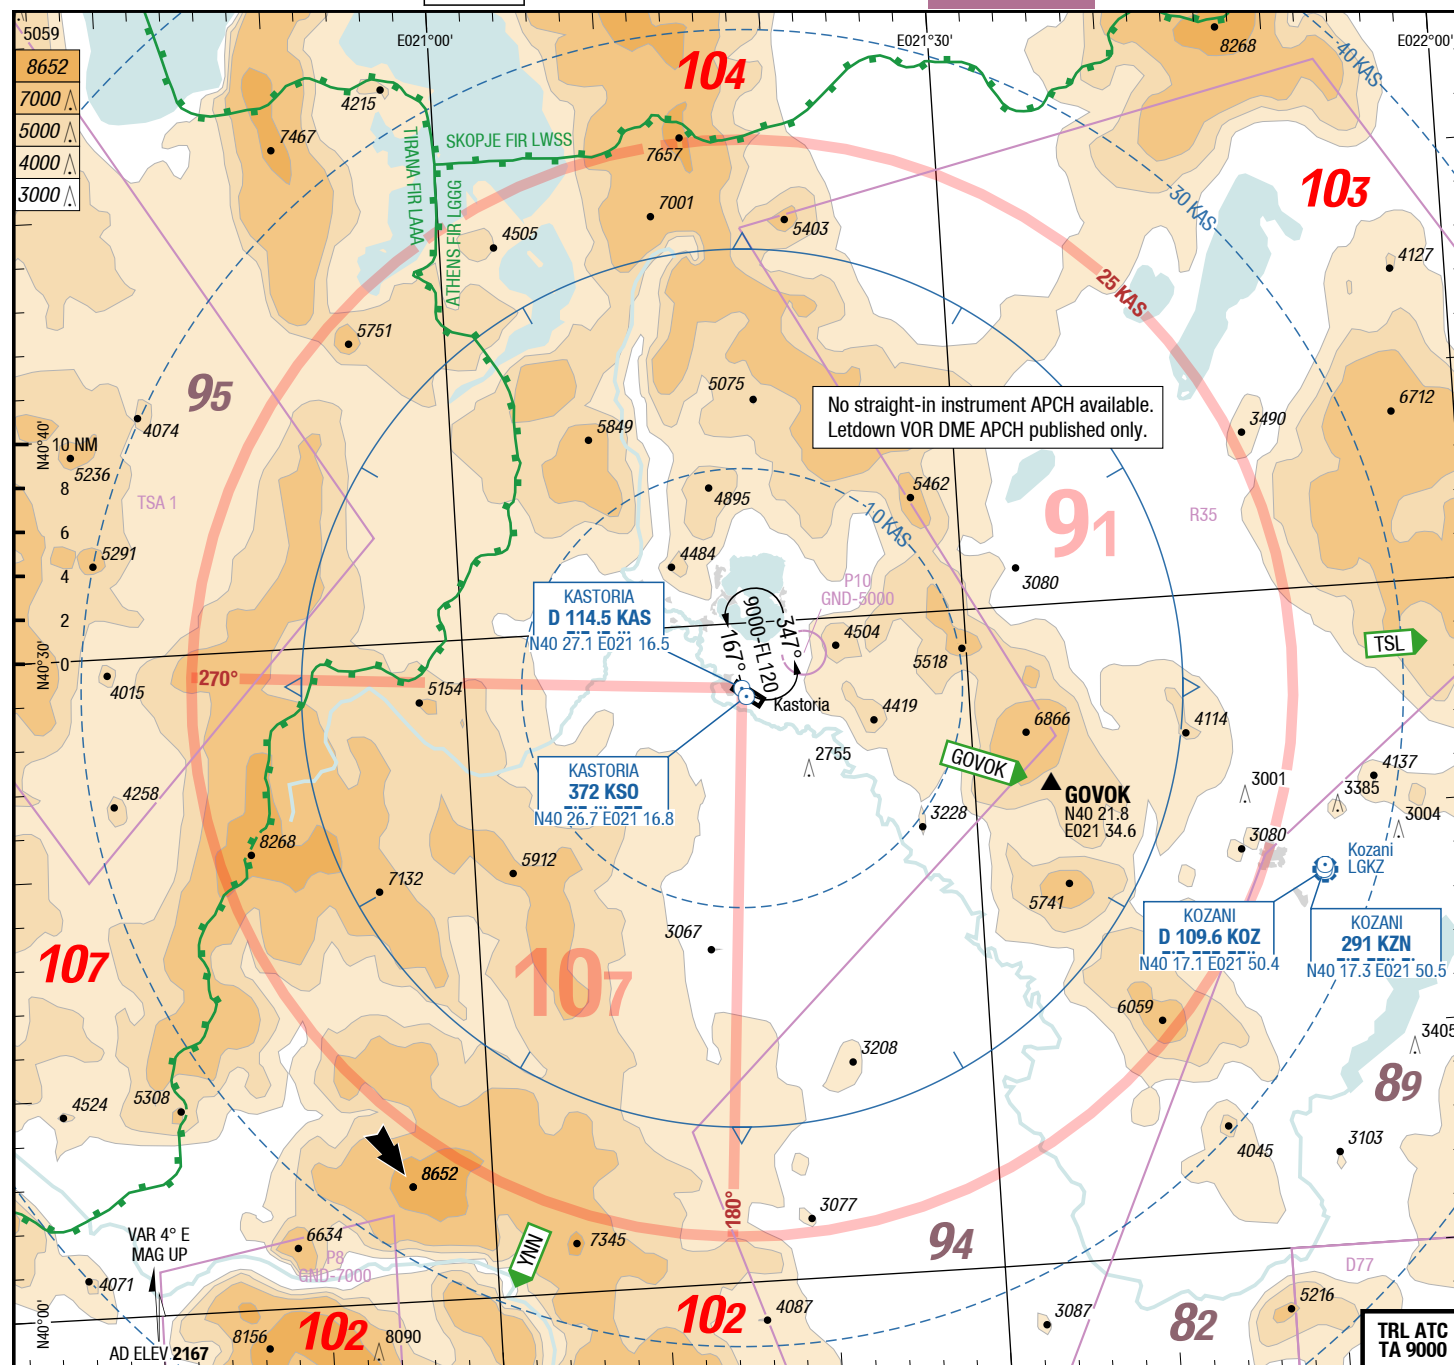 5059
8652
7000
5000
4000
3000
E021°00'
E021°30'
E022°00'
104
8268
40 KAS
4215
7467
TIRANA FIR LAAA
SKOPJE FIR LWSS
ATHENS FIR LGGG
7657
7001
5403
4505
30 KAS
103
4127
25 KAS
5751
95
4074
5075
5849
No straight-in instrument APCH available.
Letdown VOR DME APCH published only.
6712
3490
N40°40'
10 NM
5236
8
TSA 1
6
5291
4
2
0
N40°30'
4895
5462
10 KAS
91
R35
4484
3080
P10
GND-5000
KASTORIA
D 114.5 KAS
N40 27.1 E021 16.5
9000-FL120
347°
167°
4504
5518
TSL
4015
270°
5154
Kastoria
4419
6866
4114
2755
GOVOK
KASTORIA
372 KSO
N40 26.7 E021 16.8
GOVOK
N40 21.8
E021 34.6
3001
4137
3385
3004
4258
3228
8268
3080
Kozani
LGKZ
5912
7132
5741
KOZANI
D 109.6 KOZ
N40 17.1 E021 50.4
KOZANI
291 KZN
N40 17.3 E021 50.5
3067
107
107
6059
3405
3208
89
4524
5308
4045
3103
8652
180°
3077
VAR 4° E
MAG UP
6634
P8
GND-7000
YNN
7345
94
D77
4071
N40°00'
102
102
4087
3087
82
5216
8156
8090
AD ELEV 2167
TRL ATC
TA 9000